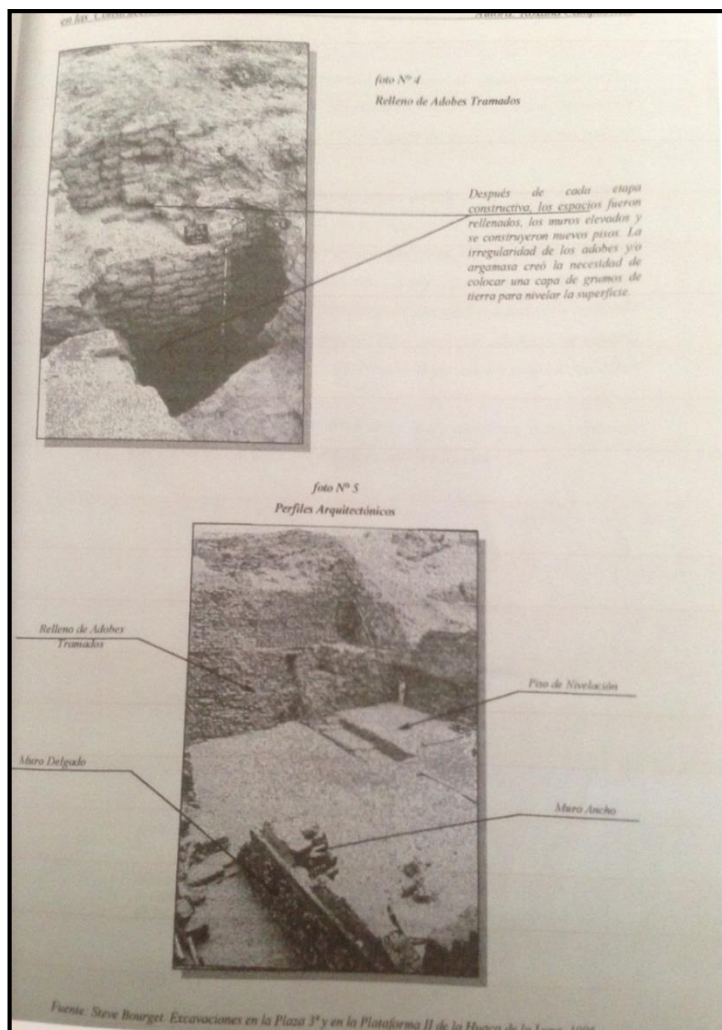 en las
Autora:
foto Nº 4
Relleno de Adobes Tramados
Después de cada etapa
constructiva, los espacios fueron
rellenados, los muros elevados y
se construyeron nuevos pisos. La
irregularidad de los adobes y/o
argamasa creó la necesidad de
colocar una capa de grumos de
tierra para nivelar la superficie.
foto Nº 5
Perfiles Arquitectónicos
Relleno de Adobes
Tramados
Piso de Nivelación
Muro Delgado
Muro Ancho
Fuente: Steve Bourget. Excavaciones en la Plaza 3ª y en la Plataforma II de la Huaca de la